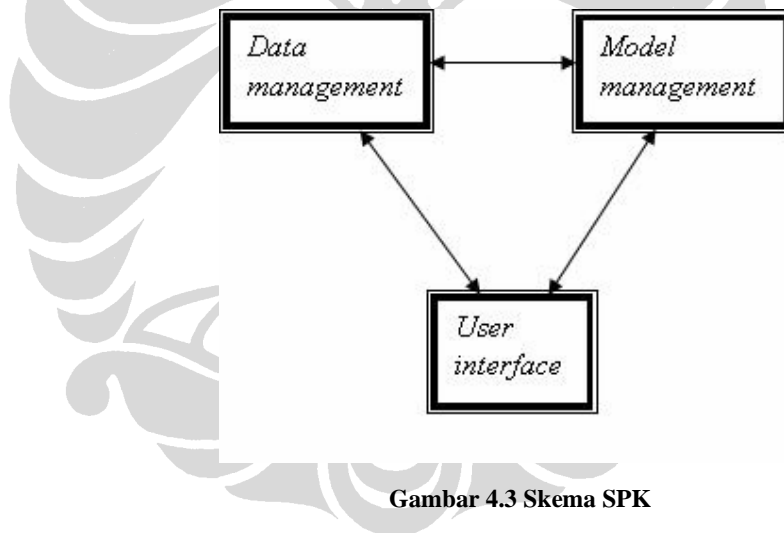 Data
management
Model
management
User
interface
Gambar 4.3 Skema SPK